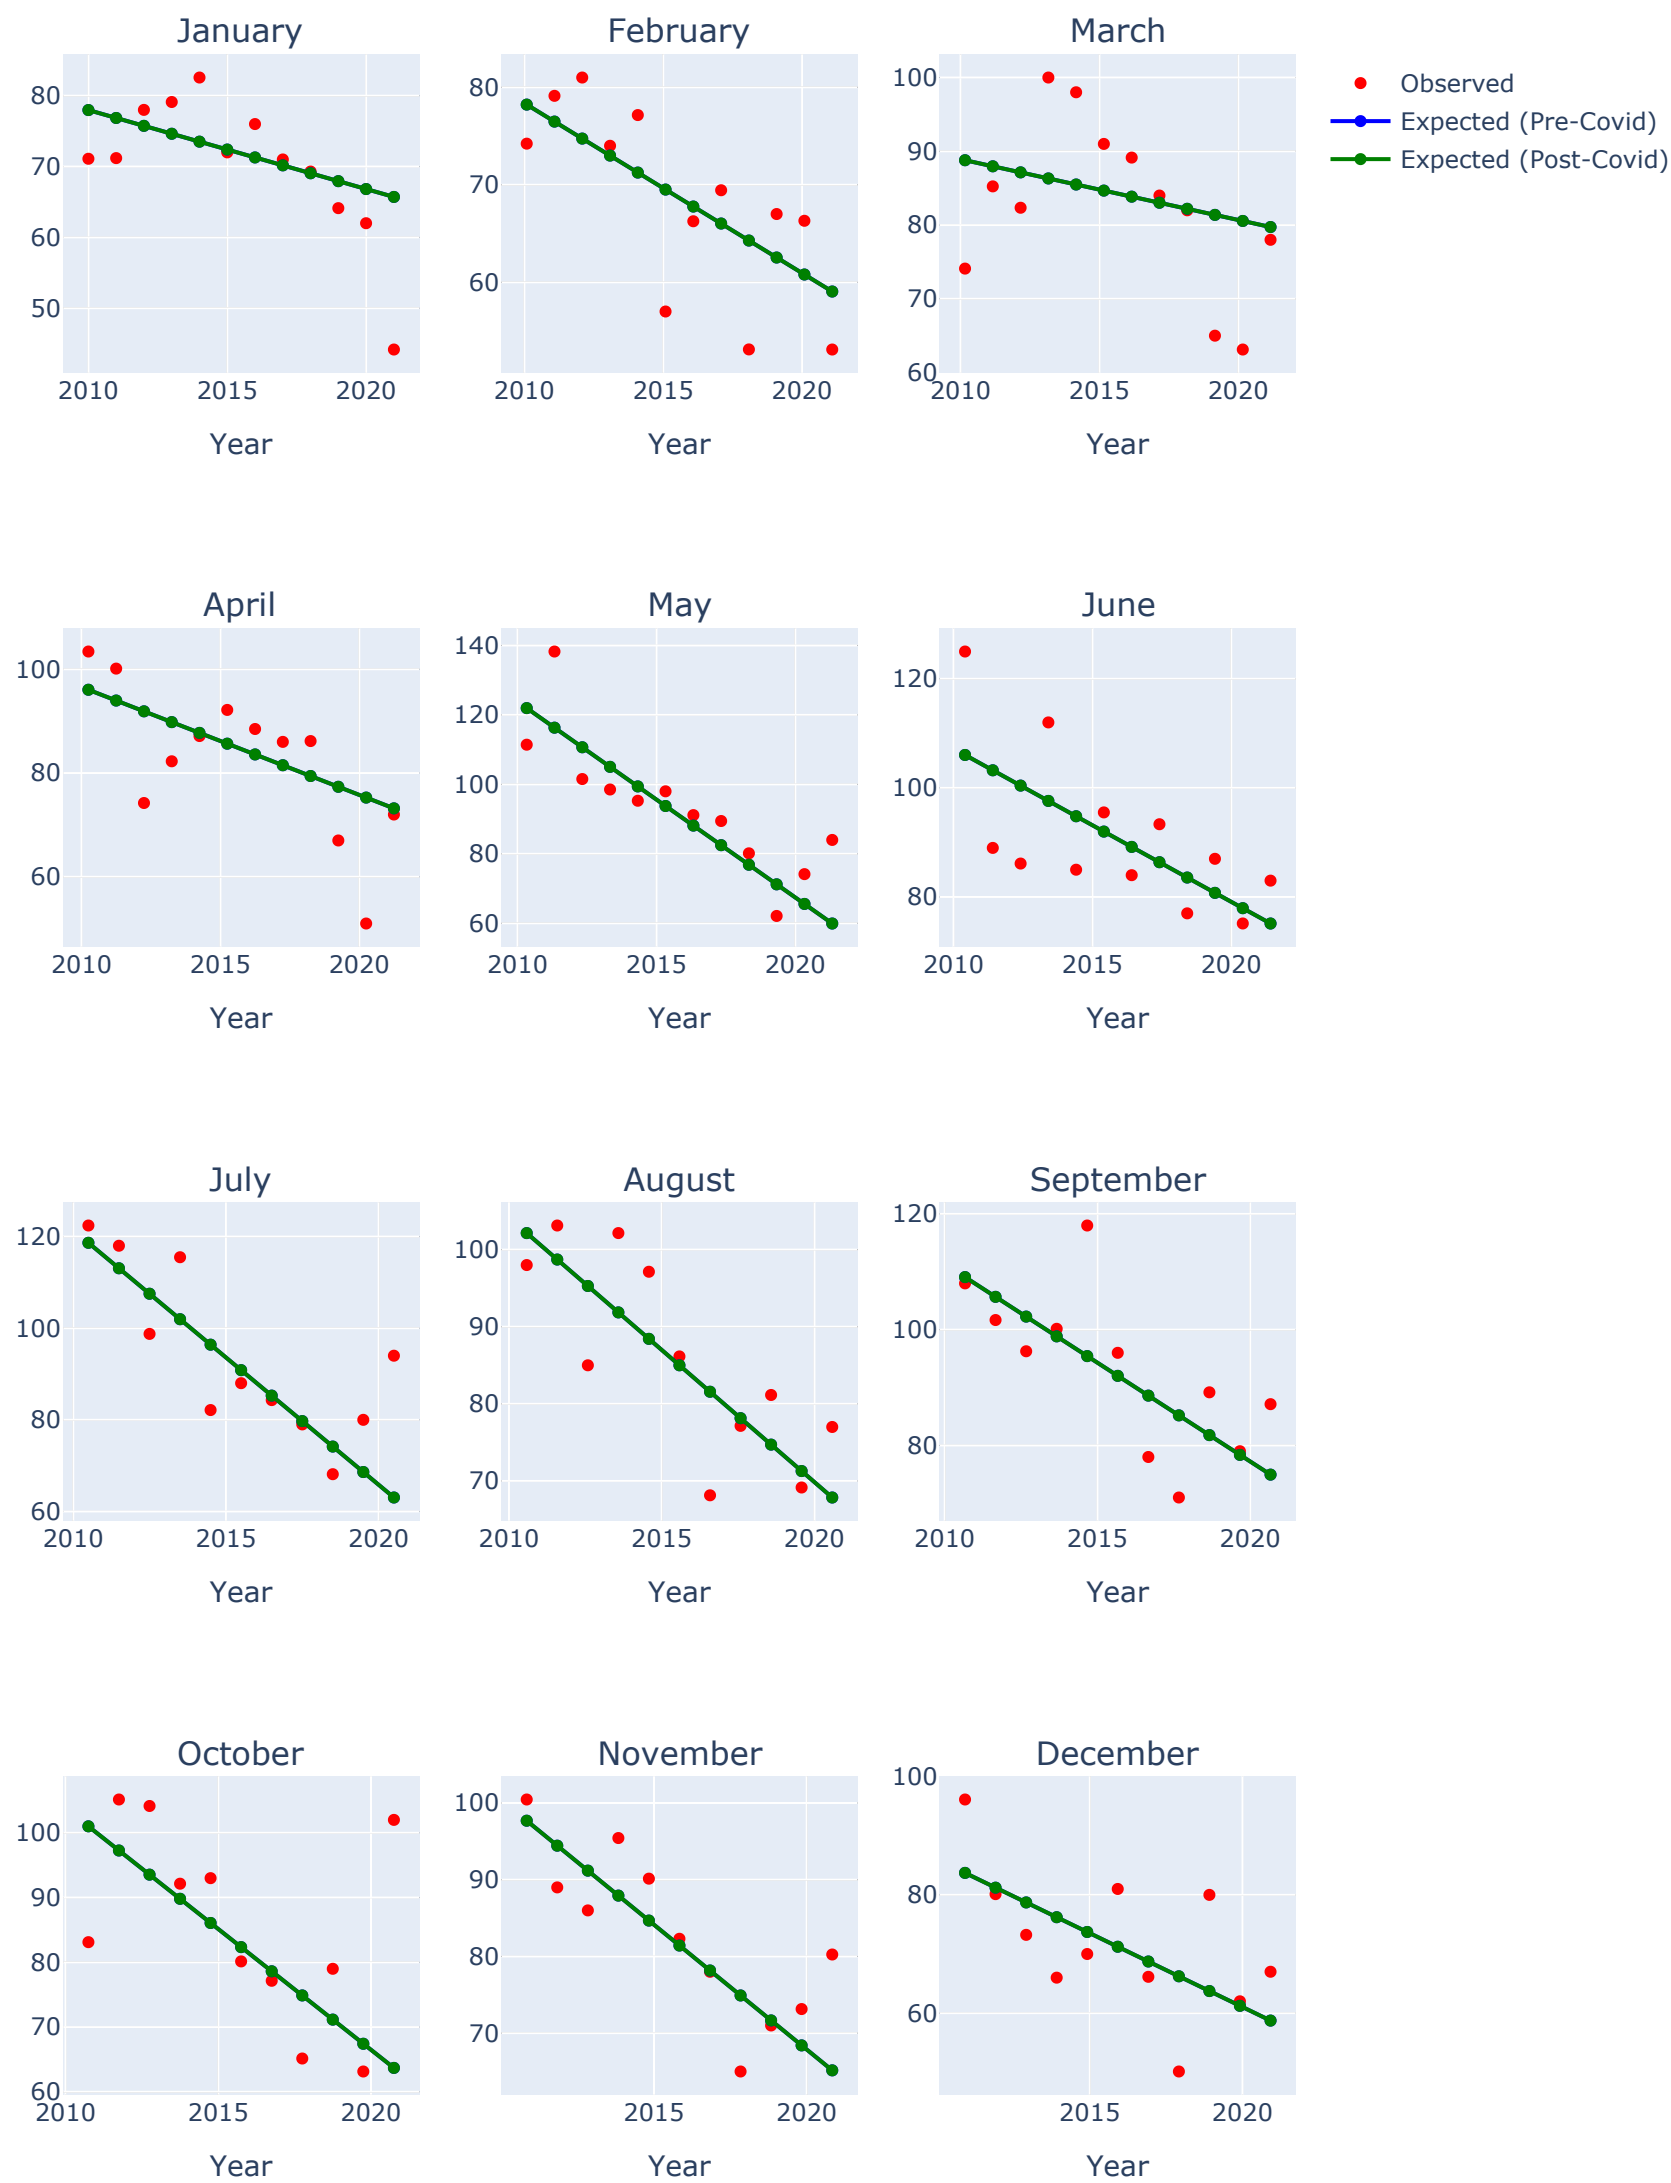 January
February
March
80
70
60
50
2010
2015
2020
Year
80
70
60
2010
2015
2020
Year
100
90
80
70
60
2010
2015
2020
Year
Observed
Expected (Pre-Covid)
Expected (Post-Covid)
April
May
June
100
80
60
2010
2015
2020
Year
140
120
100
80
60
2010
2015
2020
Year
120
100
80
2010
2015
2020
Year
July
August
September
120
100
80
60
2010
2015
2020
Year
100
90
80
70
2010
2015
2020
Year
120
100
80
2010
2015
2020
Year
October
November
December
100
90
80
70
60
2010
2015
2020
Year
100
90
80
70
2015
2020
Year
100
80
60
2015
2020
Year